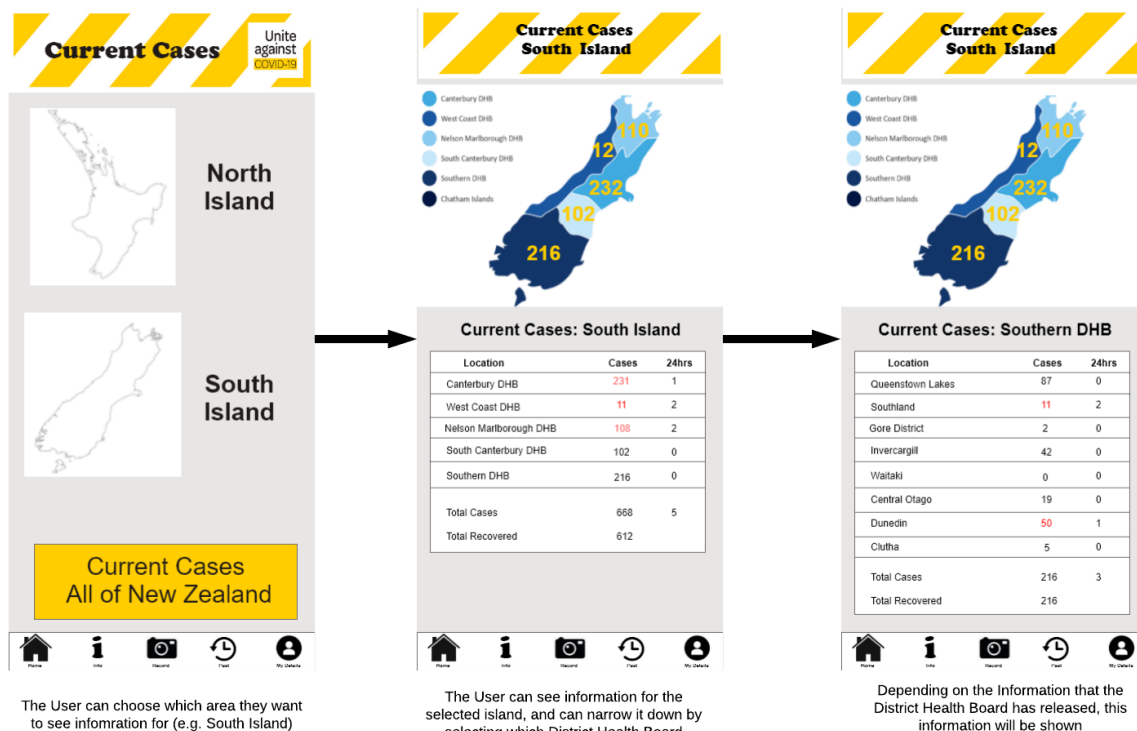 Current Cases
Unite
against
COVID-19
North
Island
South
Island
Current Cases
All of New Zealand
Home
Info
Record
Past
My Details
The User can choose which area they want
to see infomration for (e.g. South Island)
Current Cases
South Island
Canterbury DHB
West Coast DHB
Nelson Marlborough DHB
South Canterbury DHB
Southern DHB
Chatham Islands
110
12
232
102
216
Current Cases: South Island
Location Cases 24hrs
Canterbury DHB 231 1
West Coast DHB 11 2
Nelson Marlborough DHB 108 2
South Canterbury DHB 102 0
Southern DHB 216 0
Total Cases 668 5
Total Recovered 612
Home
Info
Record
Past
My Details
The User can see information for the
selected island, and can narrow it down by
selecting which District Health Board
Current Cases
South Island
Canterbury DHB
West Coast DHB
Nelson Marlborough DHB
South Canterbury DHB
Southern DHB
Chatham Islands
110
12
232
102
216
Current Cases: Southern DHB
Location Cases 24hrs
Queenstown Lakes 87 0
Southland 11 2
Gore District 2 0
Invercargill 42 0
Waitaki 0 0
Central Otago 19 0
Dunedin 50 1
Clutha 5 0
Total Cases 216 3
Total Recovered 216
Home
Info
Record
Past
My Details
Depending on the Information that the
District Health Board has released, this
information will be shown